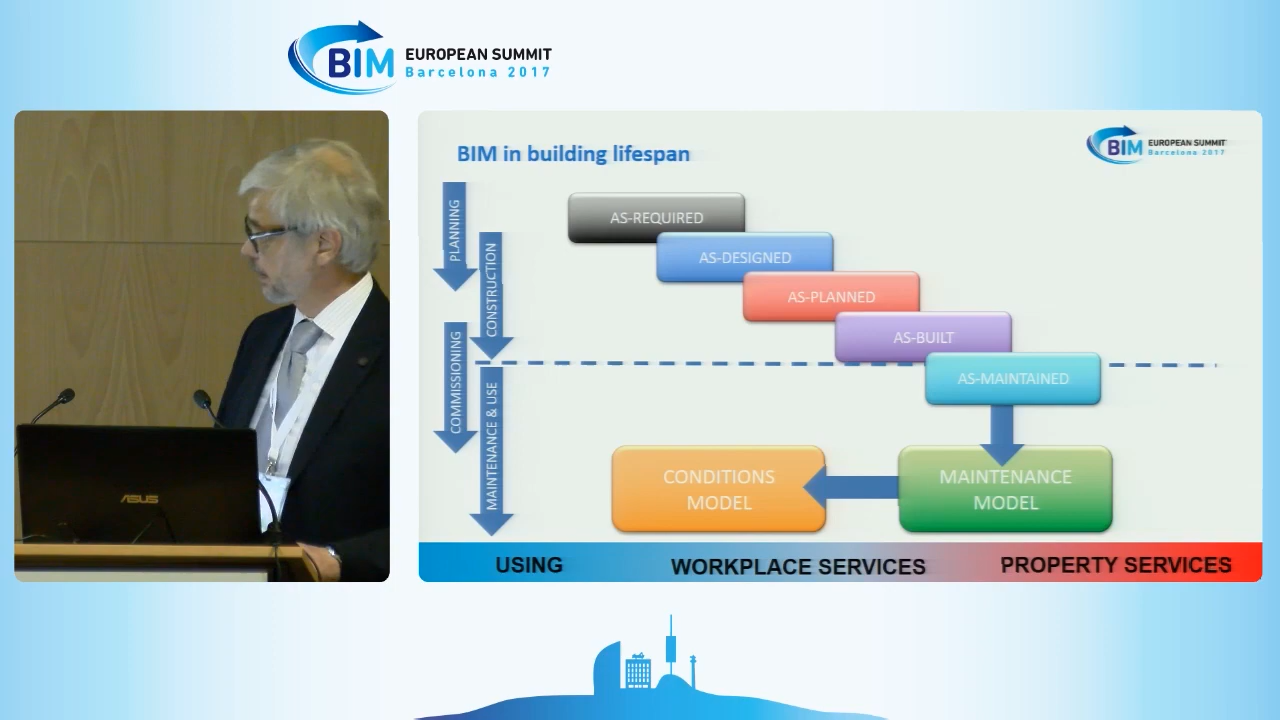 BIM EUROPEAN SUMMIT
Barcelona 2017
BIM in building lifespan
BIM EUROPEAN SUMMIT
Barcelona 2017
PLANNING
CONSTRUCTION
COMMISSIONING
MAINTENANCE & USE
AS-REQUIRED
AS-DESIGNED
AS-PLANNED
AS-BUILT
AS-MAINTAINED
CONDITIONS
MODEL
MAINTENANCE
MODEL
USING
WORKPLACE SERVICES
PROPERTY SERVICES
ASUS